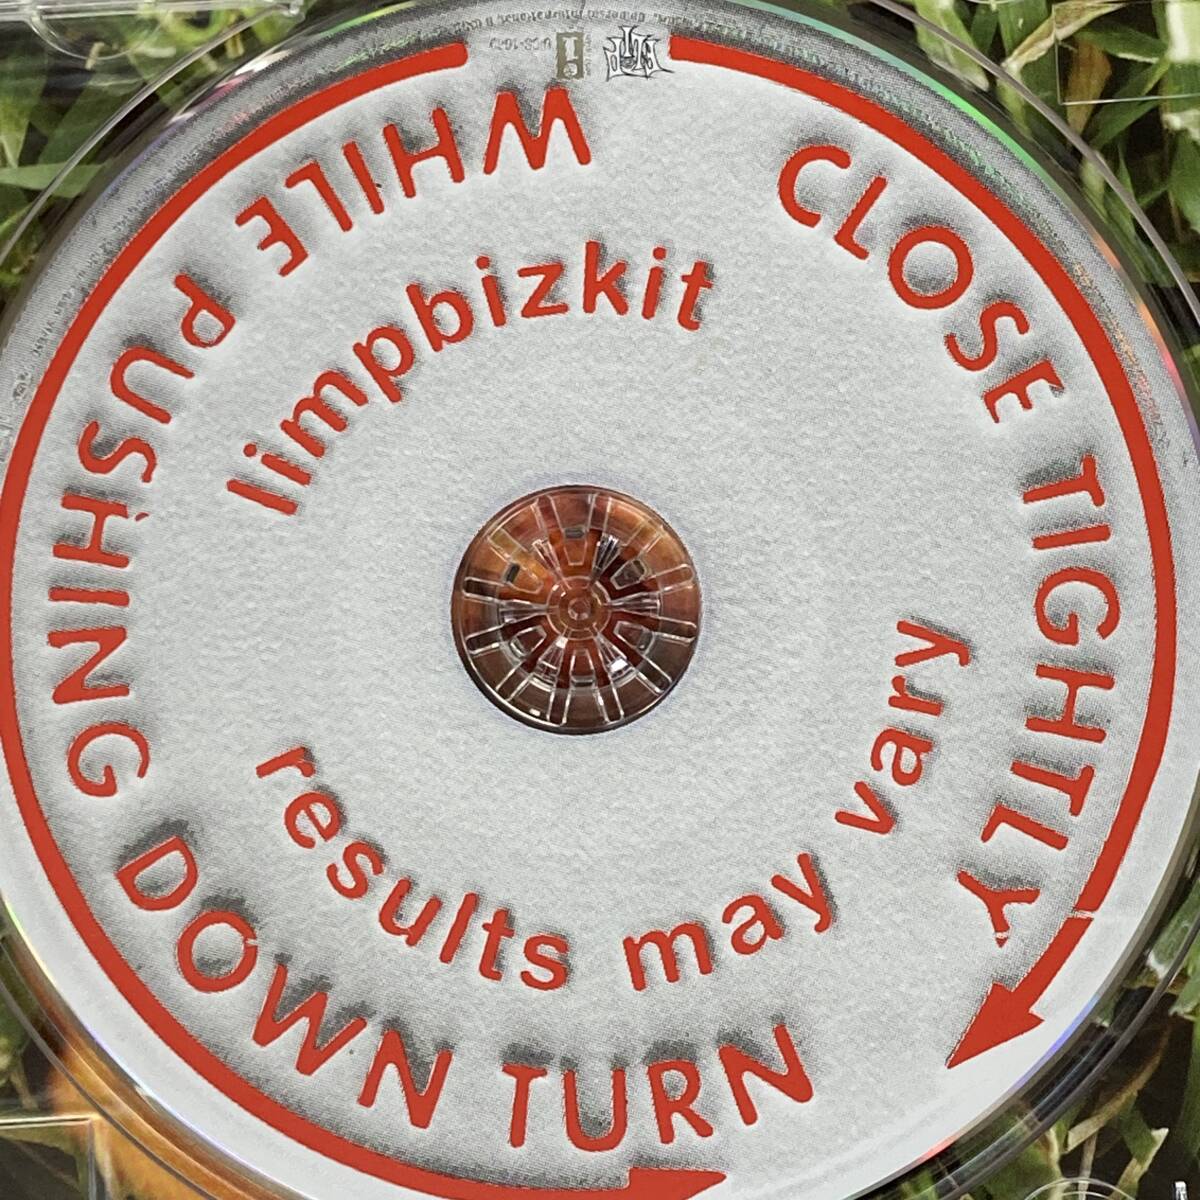 limpbizkit
results may vary
CLOSE TIGHTLY
WHILE PUSHING DOWN TURN